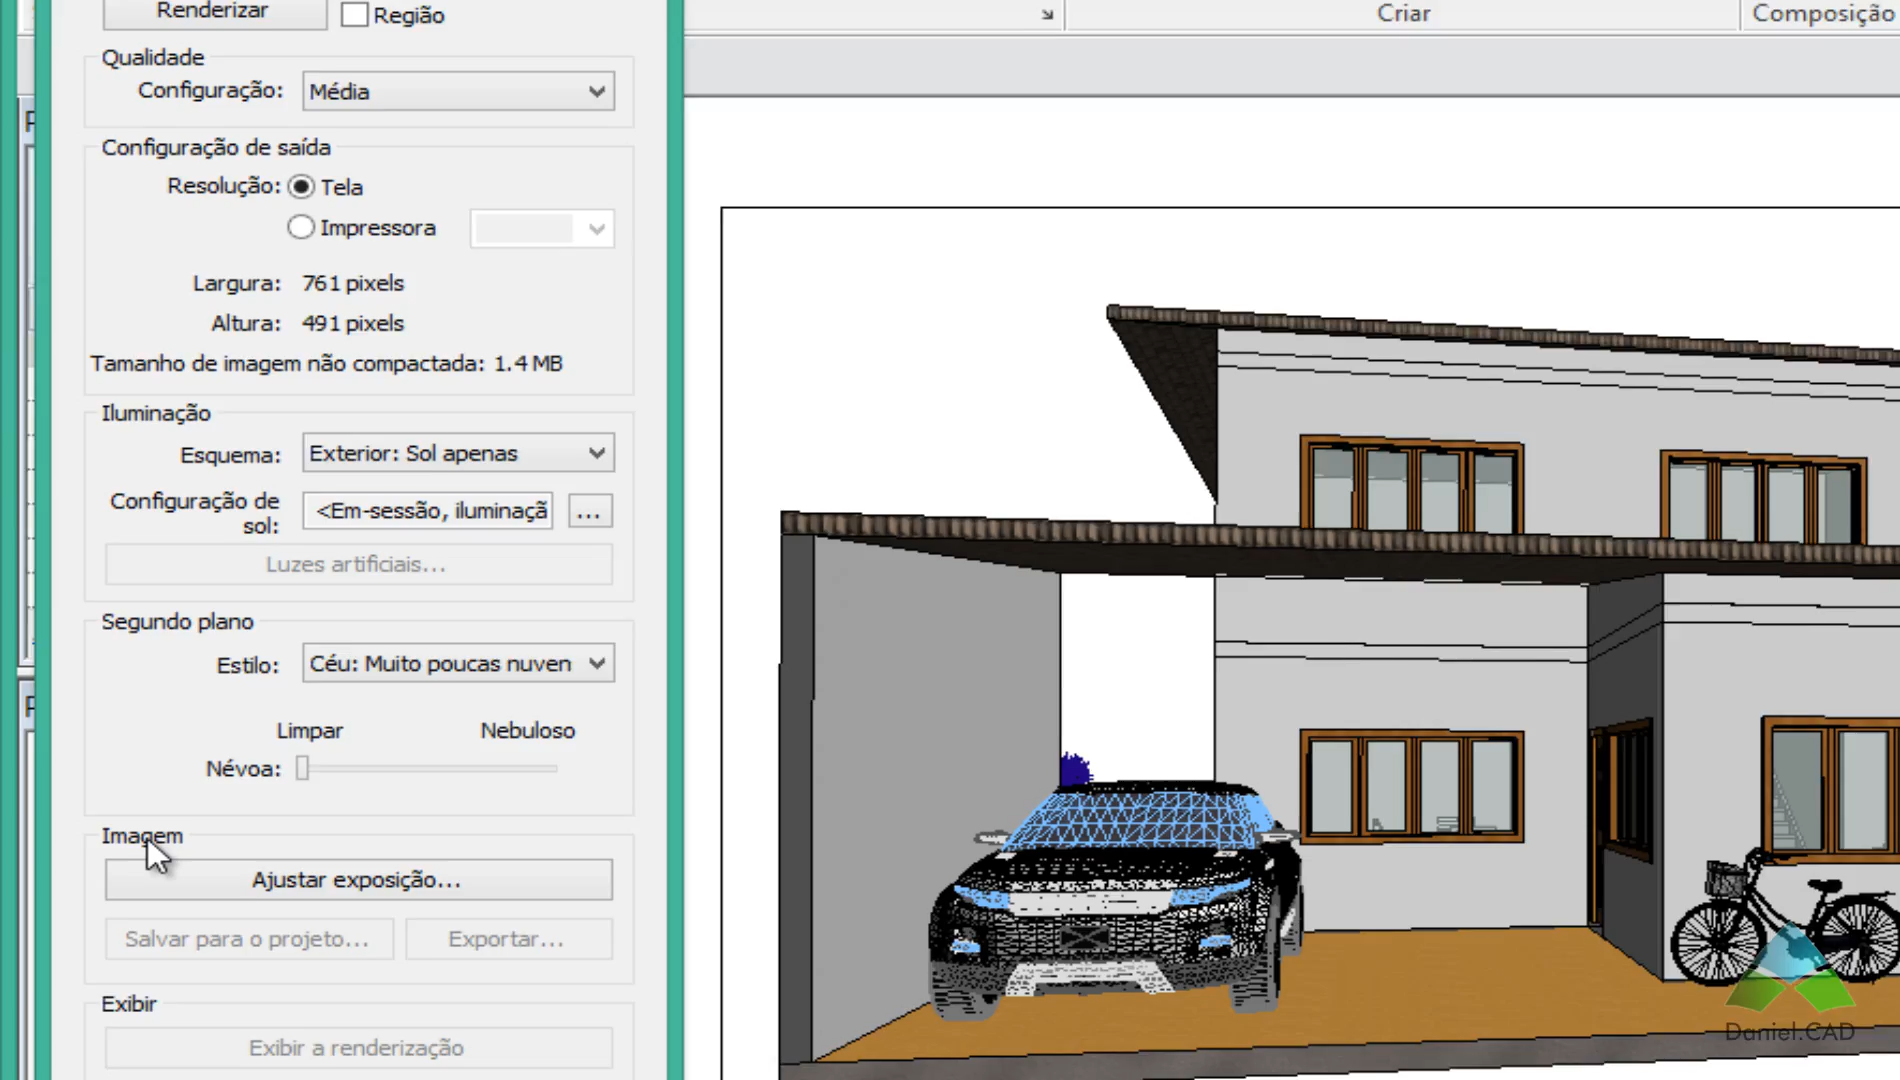 Renderizar
Região
Criar
Composição
Qualidade
Configuração:
Média
Configuração de saída
Resolução:
Tela
Impressora
Largura:
761 pixels
Altura:
491 pixels
Tamanho de imagem não compactada: 1.4 MB
Iluminação
Esquema:
Exterior: Sol apenas
Configuração de
sol:
<Em-sessão, iluminaçã
...
Luzes artificiais...
Segundo plano
Estilo:
Céu: Muito poucas nuven
Limpar
Nebuloso
Névoa:
Imagem
Ajustar exposição...
Salvar para o projeto...
Exportar...
Exibir
Exibir a renderização
Daniel.CAD